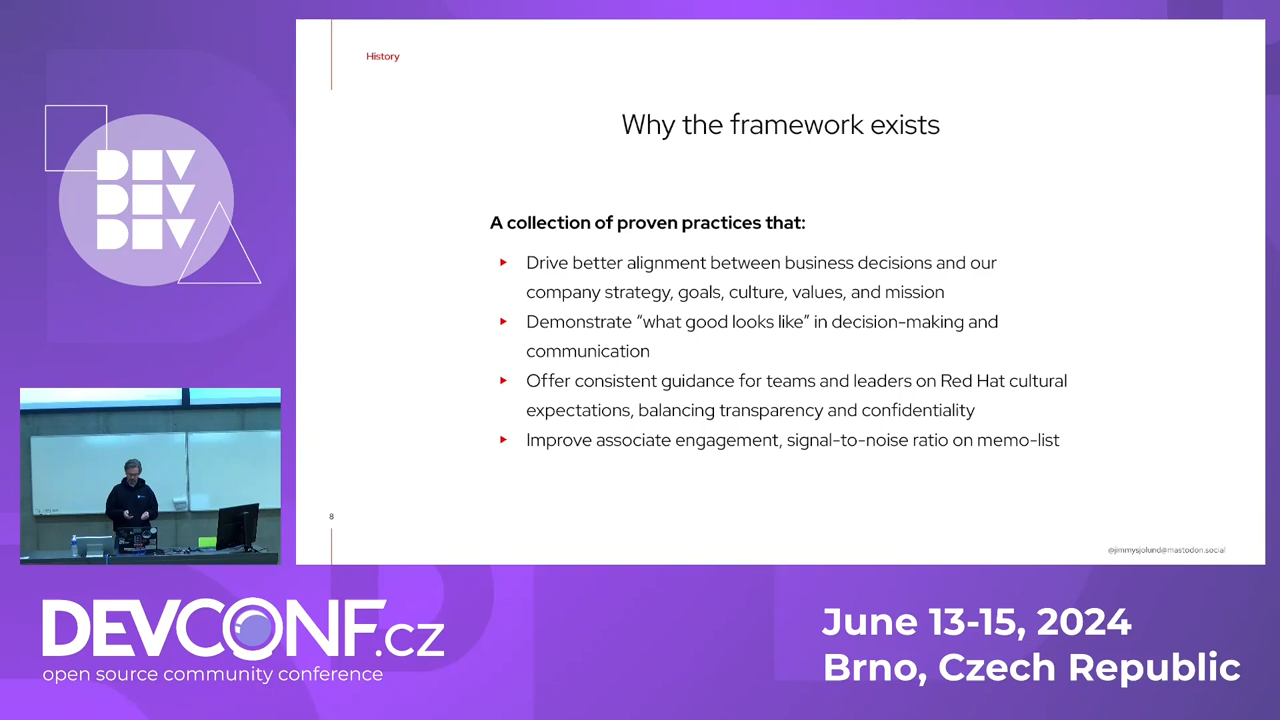 History
Why the framework exists
A collection of proven practices that:
Drive better alignment between business decisions and our
company strategy, goals, culture, values, and mission
Demonstrate “what good looks like” in decision-making and
communication
Offer consistent guidance for teams and leaders on Red Hat cultural
expectations, balancing transparency and confidentiality
Improve associate engagement, signal-to-noise ratio on memo-list
8
@jimmysjolund@mastodon.social
DEV
DEV
DEV
DEVCONF.cz
open source community conference
June 13-15, 2024
Brno, Czech Republic